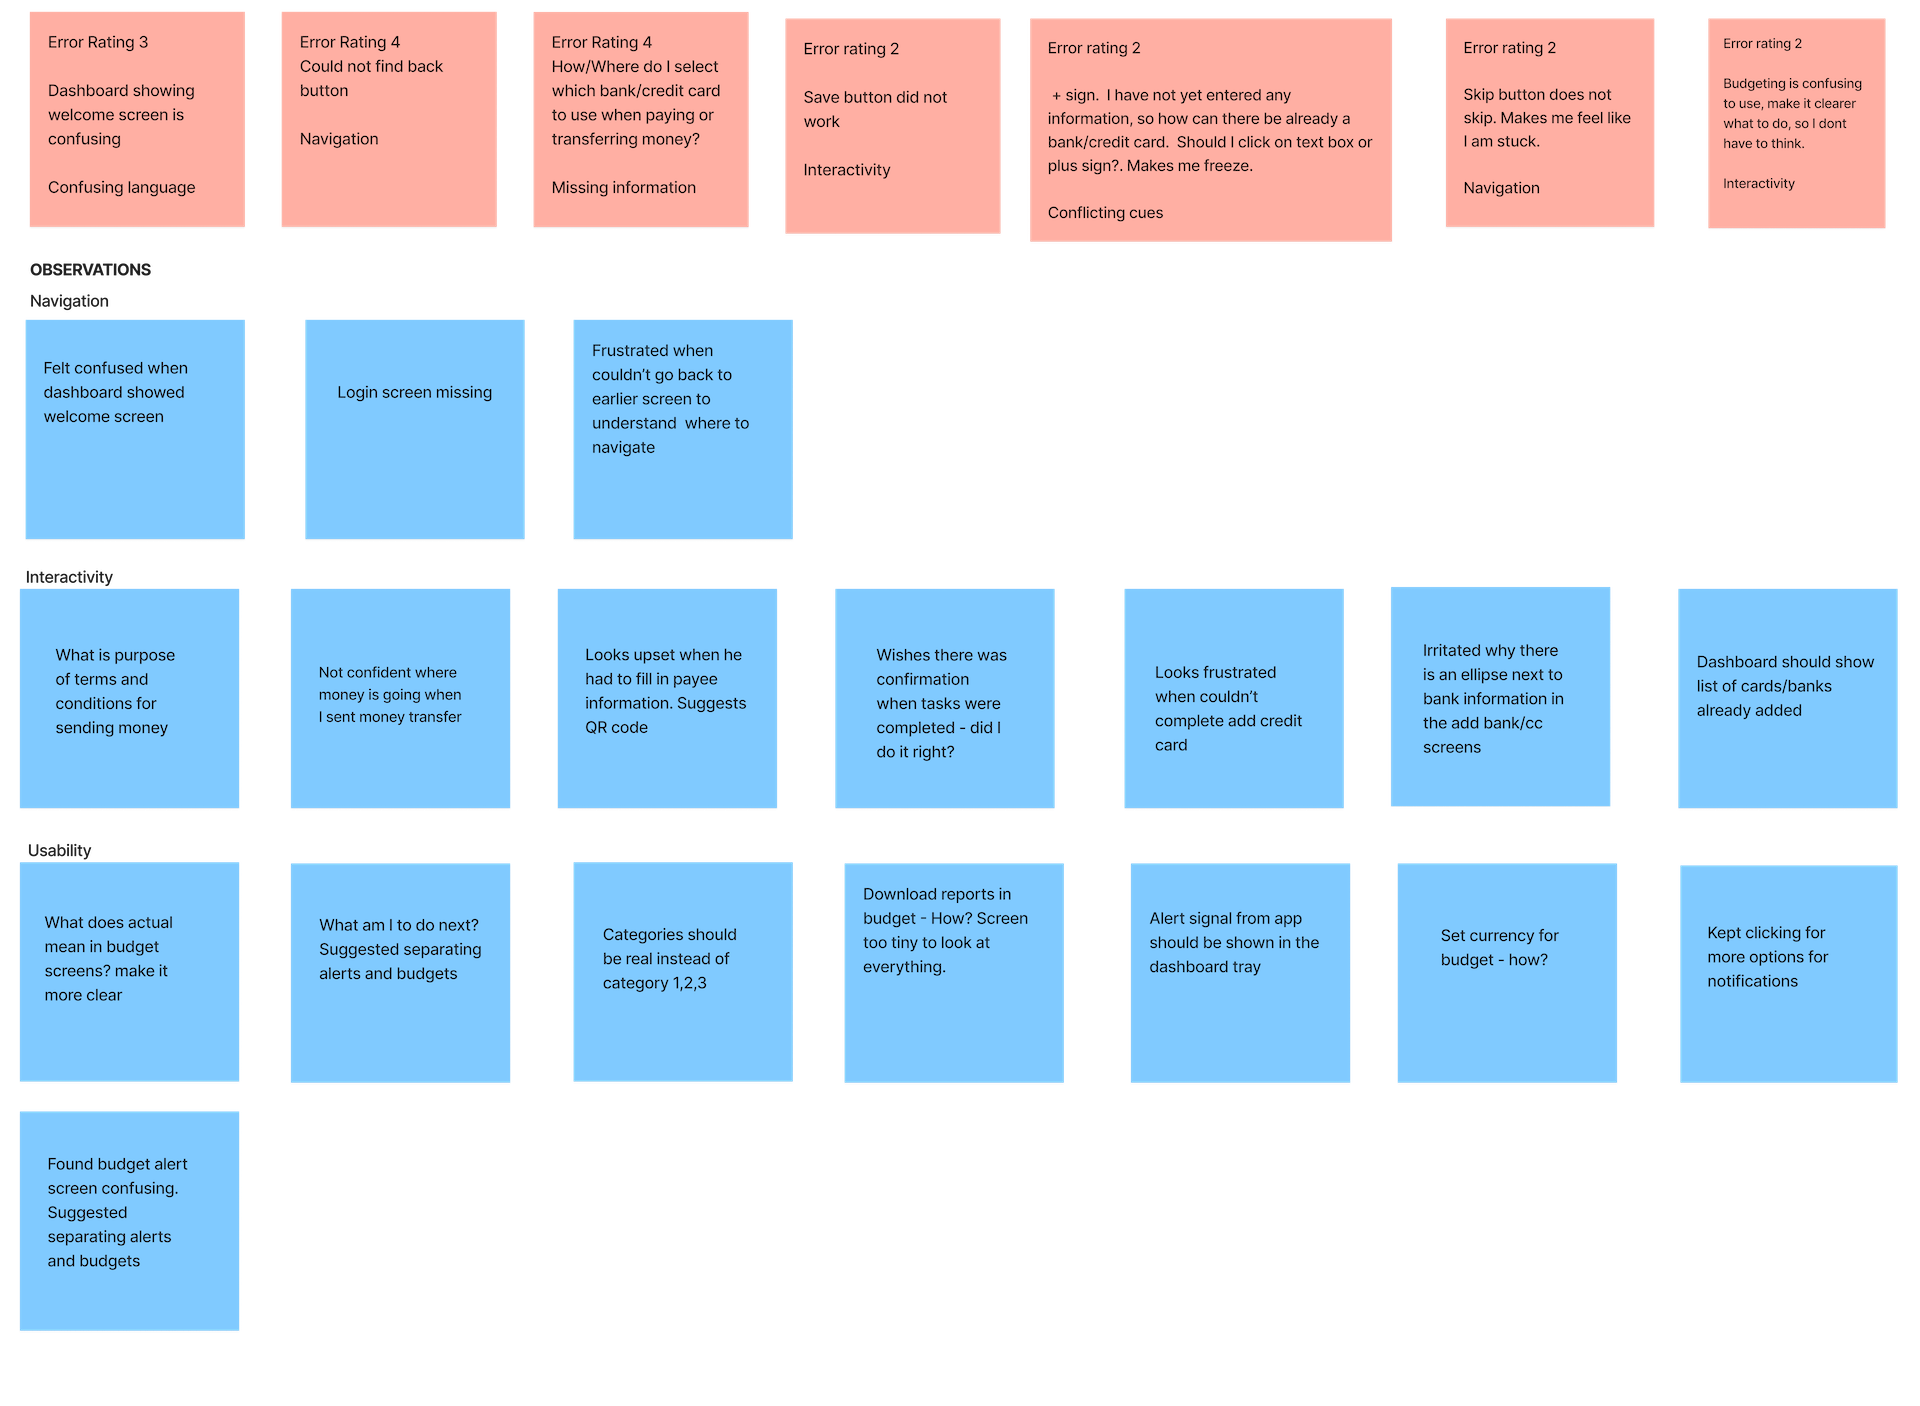 Error Rating 3
Dashboard showing
welcome screen is
confusing
Confusing language
Error Rating 4
Could not find back
button
Navigation
Error Rating 4
How/Where do I select
which bank/credit card
to use when paying or
transferring money?
Missing information
Error rating 2
Save button did not
work
Interactivity
Error rating 2
+ sign.  I have not yet entered any
information, so how can there be already a
bank/credit card.  Should I click on text box or
plus sign?. Makes me freeze.
Conflicting cues
Error rating 2
Skip button does not
skip. Makes me feel like
I am stuck.
Navigation
Error rating 2
Budgeting is confusing
to use, make it clearer
what to do, so I dont
have to think.
Interactivity
OBSERVATIONS
Navigation
Felt confused when
dashboard showed
welcome screen
Login screen missing
Frustrated when
couldn’t go back to
earlier screen to
understand  where to
navigate
Interactivity
What is purpose
of terms and
conditions for
sending money
Not confident where
money is going when
I sent money transfer
Looks upset when he
had to fill in payee
information. Suggests
QR code
Wishes there was
confirmation
when tasks were
completed - did I
do it right?
Looks frustrated
when couldn’t
complete add credit
card
Irritated why there
is an ellipse next to
bank information in
the add bank/cc
screens
Dashboard should show
list of cards/banks
already added
Usability
What does actual
mean in budget
screens? make it
more clear
What am I to do next?
Suggested separating
alerts and budgets
Categories should
be real instead of
category 1,2,3
Download reports in
budget - How? Screen
too tiny to look at
everything.
Alert signal from app
should be shown in the
dashboard tray
Set currency for
budget - how?
Kept clicking for
more options for
notifications
Found budget alert
screen confusing.
Suggested
separating alerts
and budgets